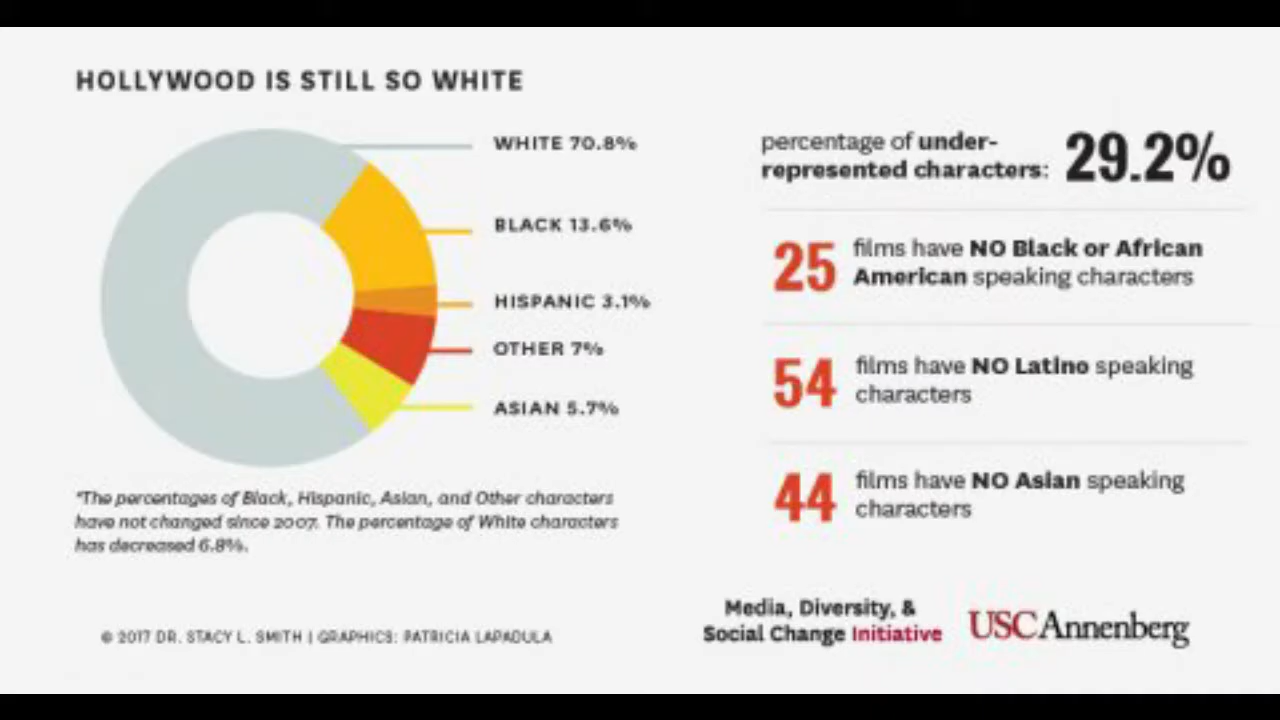 HOLLYWOOD IS STILL SO WHITE
WHITE 70.8%
BLACK 13.6%
HISPANIC 3.1%
OTHER 7%
ASIAN 5.7%
*The percentages of Black, Hispanic, Asian, and Other characters
have not changed since 2007. The percentage of White characters
has decreased 6.8%.
© 2017 DR. STACY L. SMITH | GRAPHICS: PATRICIA LAPADULA
percentage of under-
represented characters: 29.2%
25 films have NO Black or African
American speaking characters
54 films have NO Latino speaking
characters
44 films have NO Asian speaking
characters
Media, Diversity, &
Social Change Initiative
USC Annenberg